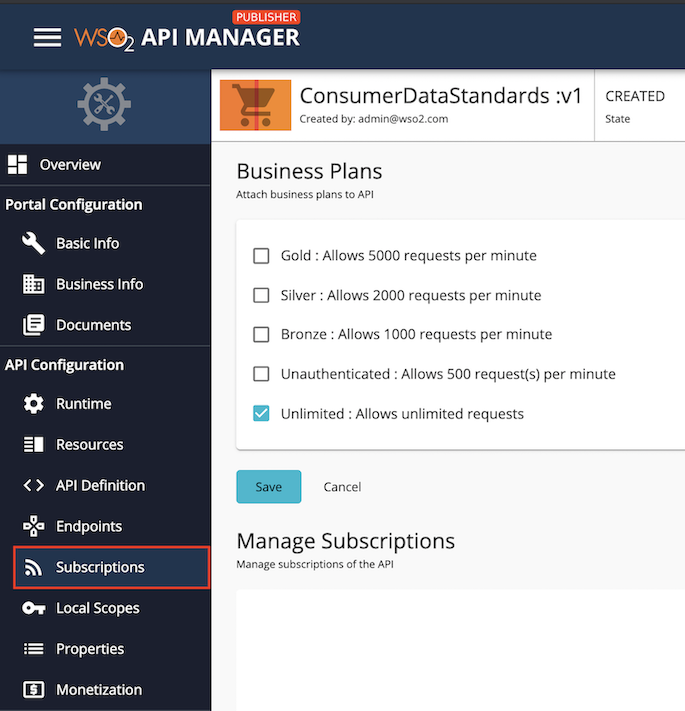 PUBLISHER
WSO2 API MANAGER
ConsumerDataStandards :v1
Created by: admin@wso2.com
CREATED
State
Overview
Portal Configuration
Basic Info
Business Info
Documents
API Configuration
Runtime
Resources
API Definition
Endpoints
Subscriptions
Local Scopes
Properties
Monetization
Business Plans
Attach business plans to API
Gold : Allows 5000 requests per minute
Silver : Allows 2000 requests per minute
Bronze : Allows 1000 requests per minute
Unauthenticated : Allows 500 request(s) per minute
Unlimited : Allows unlimited requests
Save Cancel
Manage Subscriptions
Manage subscriptions of the API